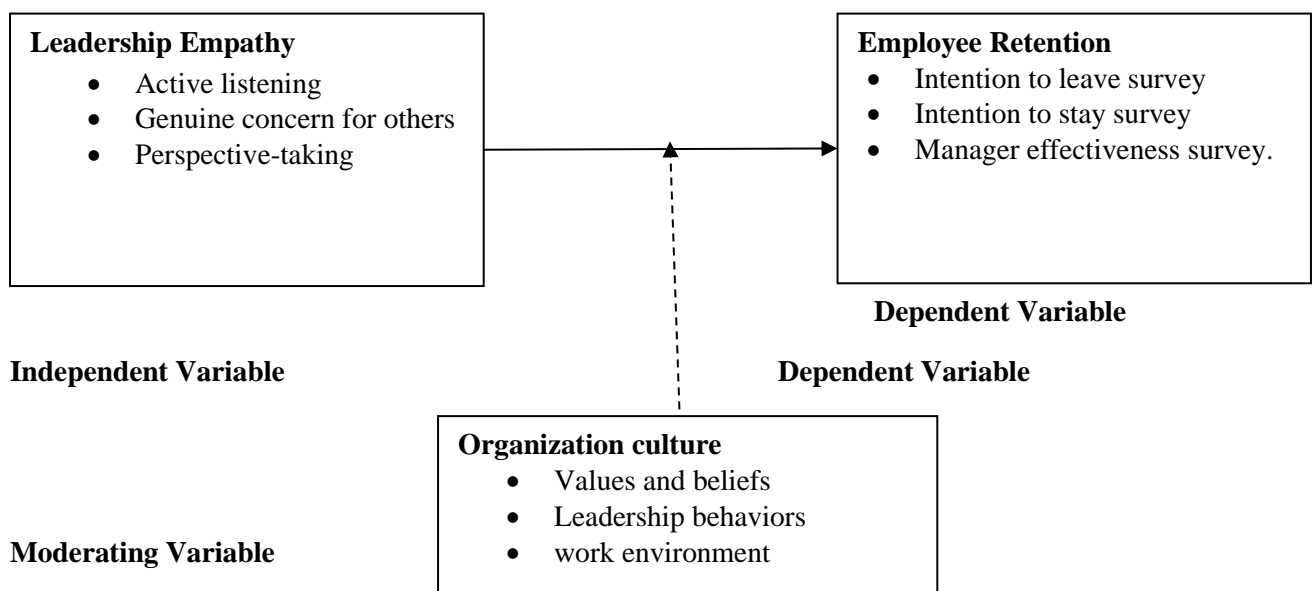 Leadership Empathy
• Active listening
• Genuine concern for others
• Perspective-taking
Employee Retention
• Intention to leave survey
• Intention to stay survey
• Manager effectiveness survey.
Dependent Variable
Independent Variable
Dependent Variable
Organization culture
• Values and beliefs
• Leadership behaviors
• work environment
Moderating Variable